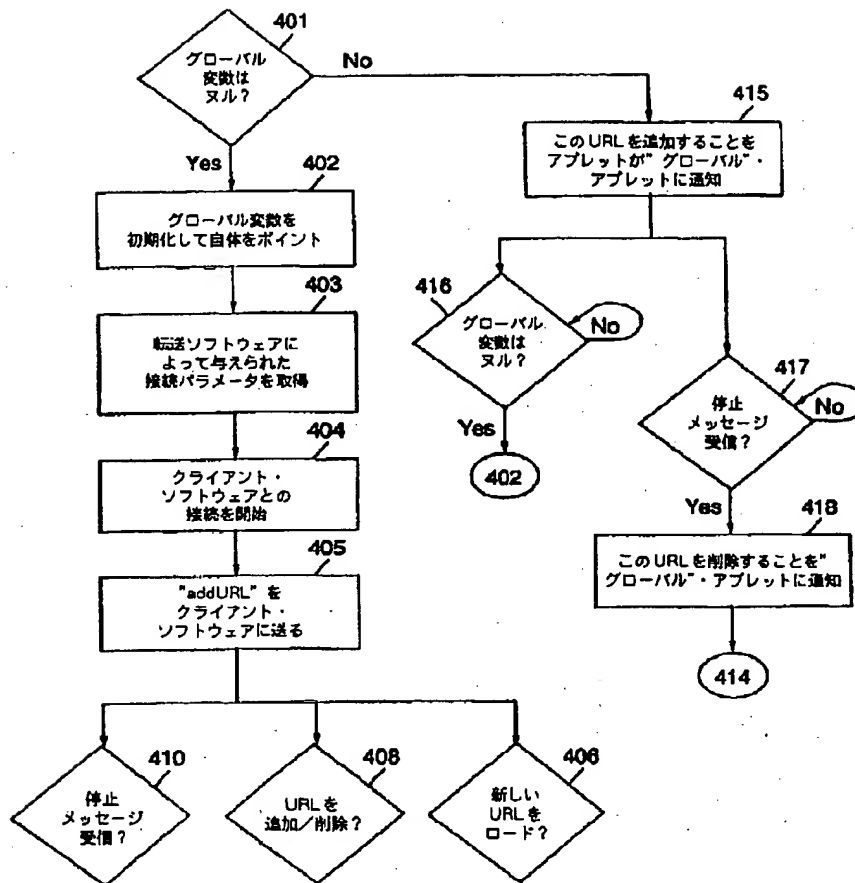 401
グローバル
変数は
ヌル?
No
Yes
402
グローバル変数を
初期化して自体をポイント
403
転送ソフトウェアに
よって与えられた
接続パラメータを取得
404
クライアント・
ソフトウェアとの
接続を開始
405
"addURL"を
クライアント・
ソフトウェアに送る
410
停止
メッセージ
受信?
408
URLを
追加/削除?
406
新しい
URLを
ロード?
415
このURLを追加することを
アプレットが"グローバル"・
アプレットに通知
416
グローバル
変数は
ヌル?
No
Yes
402
417
停止
メッセージ
受信?
No
Yes
418
このURLを削除することを"
グローバル"・アプレットに通知
414